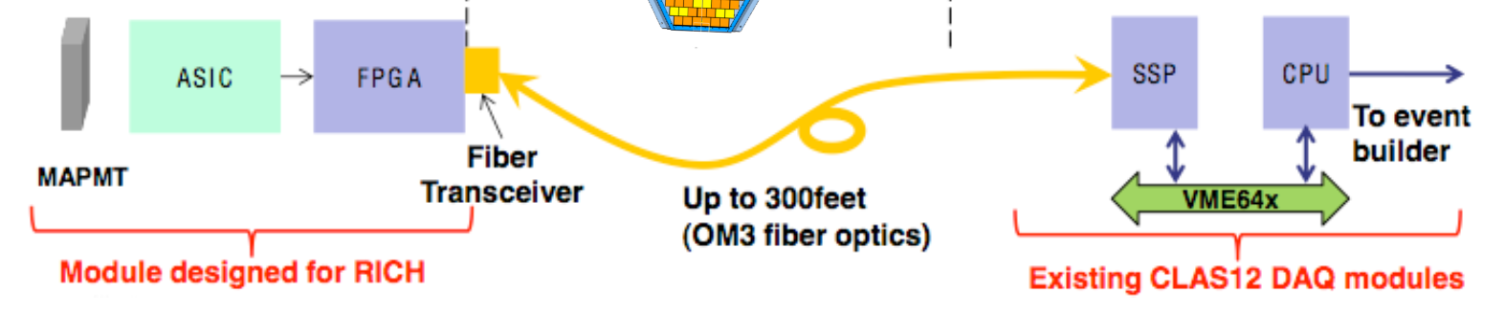 ASIC
FPGA
SSP
CPU
To event
builder
MAPMT
Fiber
Transceiver
Up to 300feet
(OM3 fiber optics)
VME64x
Module designed for RICH
Existing CLAS12 DAQ modules